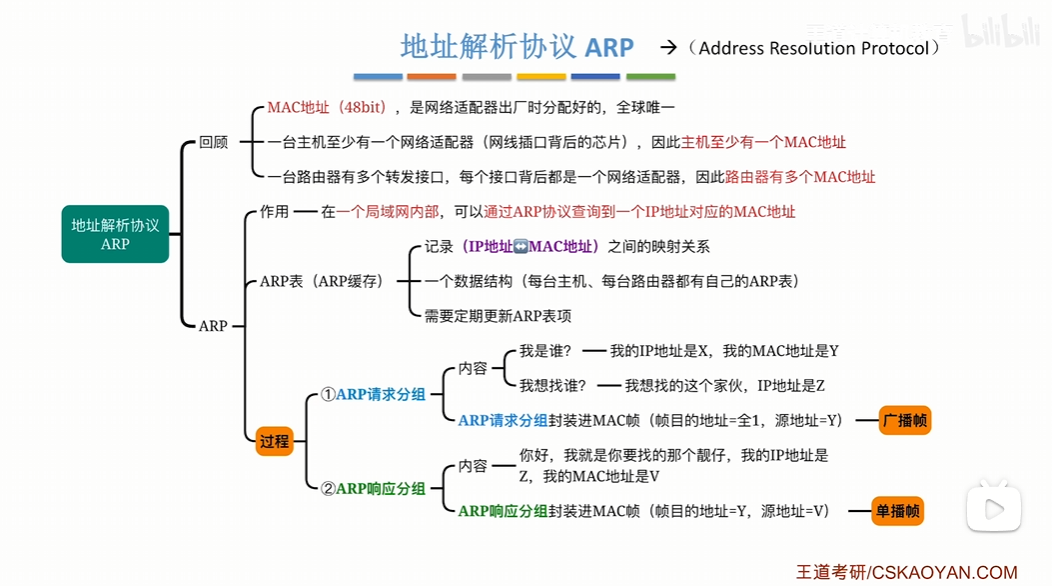 地址解析协议 ARP → （Address Resolution Protocol）
bilibili
MAC地址（48bit），是网络适配器出厂时分配好的，全球唯一
回顾
一台主机至少有一个网络适配器（网线插口背后的芯片），因此主机至少有一个MAC地址
一台路由器有多个转发接口，每个接口背后都是一个网络适配器，因此路由器有多个MAC地址
地址解析协议
ARP
作用
在一个局域网内部，可以通过ARP协议查询到一个IP地址对应的MAC地址
记录（IP地址↔️MAC地址）之间的映射关系
ARP表（ARP缓存）
一个数据结构（每台主机、每台路由器都有自己的ARP表）
需要定期更新ARP表项
ARP
我是谁？
我的IP地址是X，我的MAC地址是Y
内容
我想找谁？
我想找的这个家伙，IP地址是Z
①ARP请求分组
ARP请求分组封装进MAC帧（帧目的地址=全1，源地址=Y）
广播帧
过程
你好，我就是你要找的那个靓仔，我的IP地址是
Z，我的MAC地址是V
内容
②ARP响应分组
ARP响应分组封装进MAC帧（帧目的地址=Y，源地址=V）
单播帧
王道考研/CSKAOYAN.COM